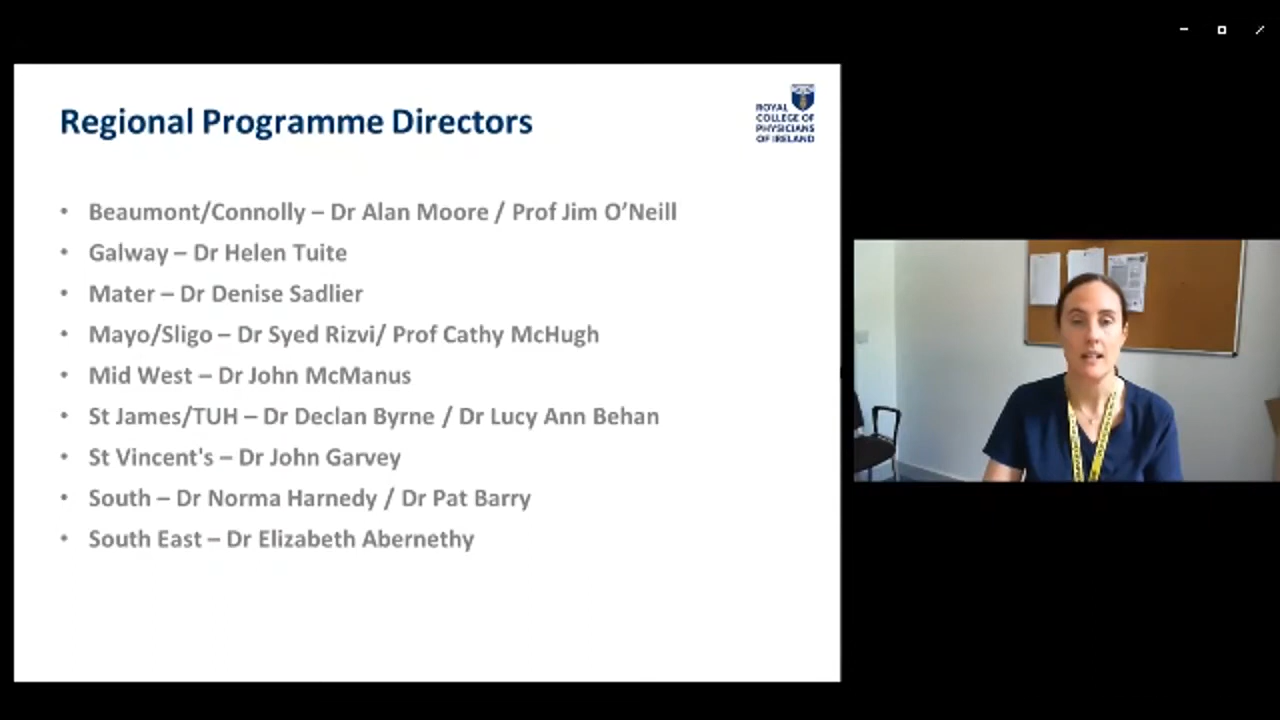 Regional Programme Directors
ROYAL
COLLEGE OF
PHYSICIANS
OF IRELAND
• Beaumont/Connolly – Dr Alan Moore / Prof Jim O’Neill
• Galway – Dr Helen Tuite
• Mater – Dr Denise Sadlier
• Mayo/Sligo – Dr Syed Rizvi/ Prof Cathy McHugh
• Mid West – Dr John McManus
• St James/TUH – Dr Declan Byrne / Dr Lucy Ann Behan
• St Vincent's – Dr John Garvey
• South – Dr Norma Harnedy / Dr Pat Barry
• South East – Dr Elizabeth Abernethy